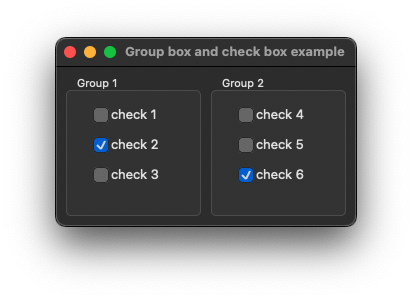 Group box and check box example
Group 1
check 1
check 2
check 3
Group 2
check 4
check 5
check 6